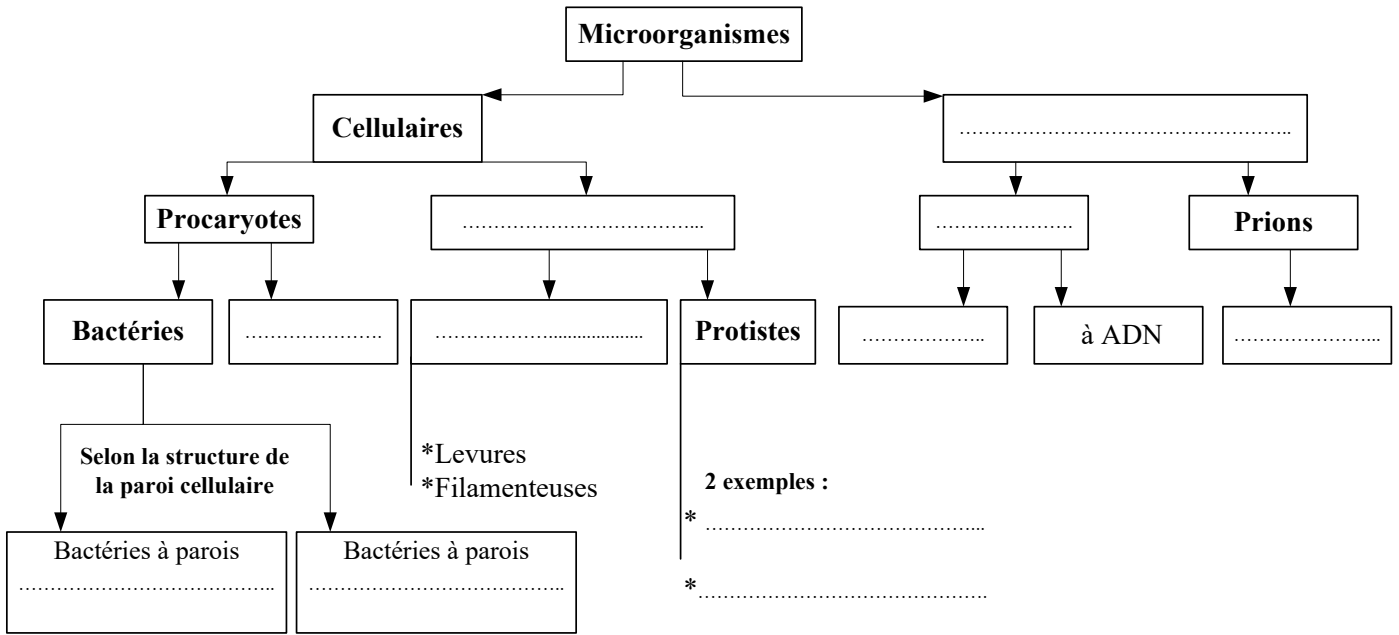 Microorganismes
Cellulaires
…………………………………………..
Procaryotes
………………………………...
………………….
Prions
Bactéries
………………….
………………...................
Protistes
………………..
à ADN
…………………...
Selon la structure de
la paroi cellulaire
*Levures
*Filamenteuses
2 exemples :
* …………………………………...
*……………………………………….
Bactéries à parois
…………………………………..
Bactéries à parois
…………………………………..